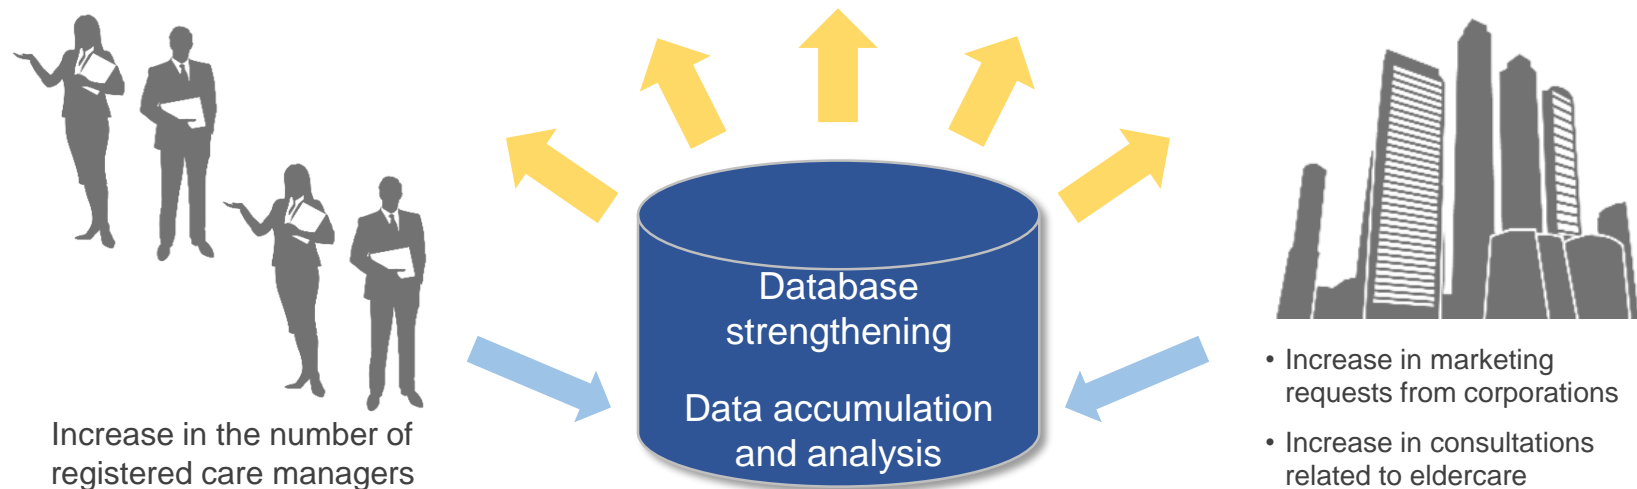 Database
strengthening
Data accumulation
and analysis
Increase in the number of
registered care managers
• Increase in marketing
requests from corporations
• Increase in consultations
related to eldercare